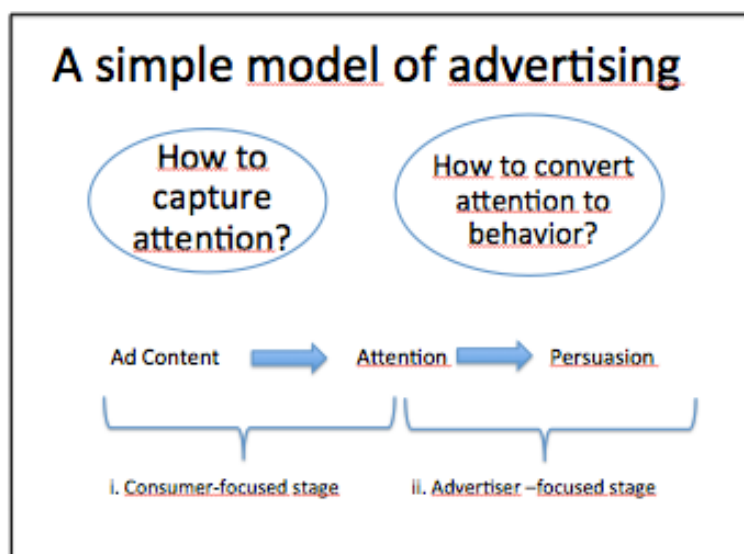 A simple model of advertising
How to
capture
attention?
How to convert
attention to
behavior?
Ad Content Attention Persuasion
i. Consumer-focused stage ii. Advertiser –focused stage